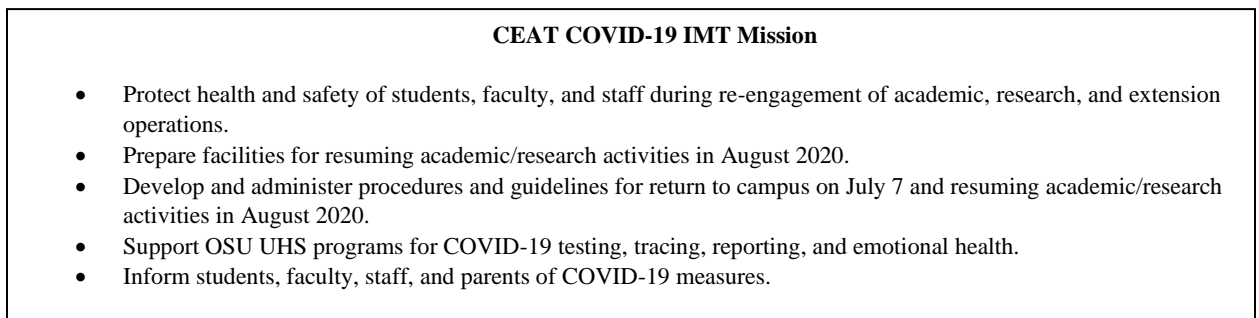 CEAT COVID-19 IMT Mission
• Protect health and safety of students, faculty, and staff during re-engagement of academic, research, and extension
operations.
• Prepare facilities for resuming academic/research activities in August 2020.
• Develop and administer procedures and guidelines for return to campus on July 7 and resuming academic/research
activities in August 2020.
• Support OSU UHS programs for COVID-19 testing, tracing, reporting, and emotional health.
• Inform students, faculty, staff, and parents of COVID-19 measures.